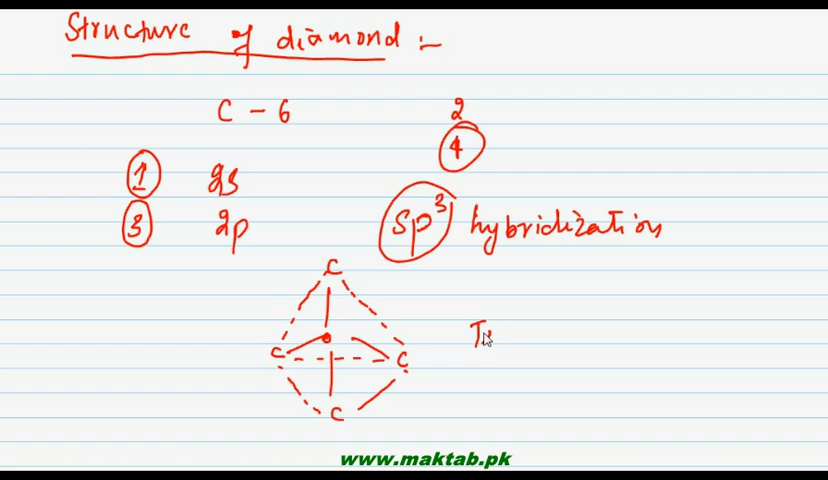 Structure of diamond :-
C - 6 2
4
1 2s
3 2p sp³ hybridization
C
C C
C
www.maktab.pk